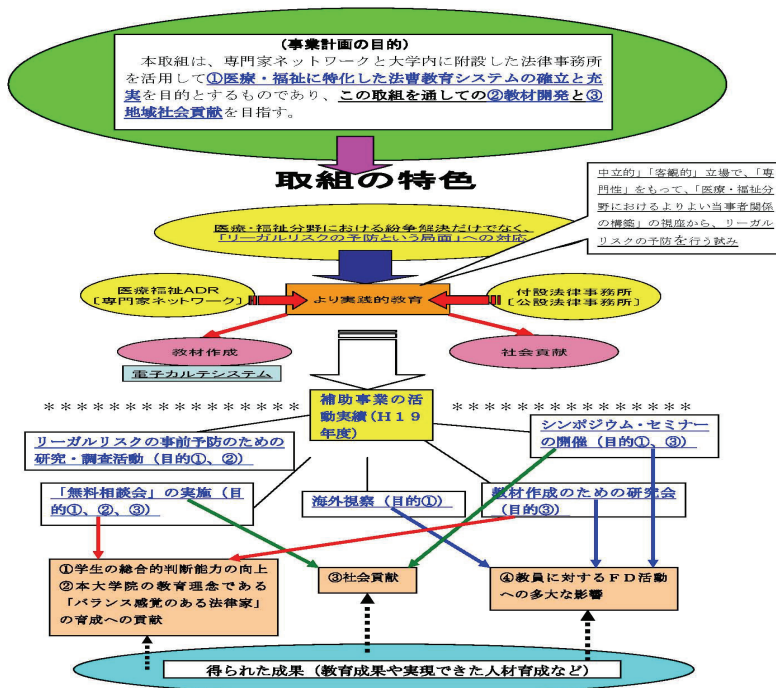 (事業計画の目的)
本取組は、専門家ネットワークと大学内に附設した法律事務所
を活用して①医療・福祉に特化した法曹教育システムの確立と充
実を目的とするものであり、この取組を通しての②教材開発と③
地域社会貢献を目指す。
取組の特色
中立的」「客観的」立場で、「専
門性」をもって、「医療・福祉分
野におけるよりよい当事者関係
の構築」の視座から、リーガル
リスクの予防を行う試み
医療・福祉分野における紛争解決だけでなく、
「リーガルリスクの予防という局面」への対応
医療福祉ADR
[専門家ネットワーク]
より実践的教育
付設法律事務所
[公設法律事務所]
教材作成
社会貢献
電子カルテシステム
補助事業の活
動実績(H19
年度)
****************
***************
リーガルリスクの事前予防のための
研究・調査活動(目的①、②)
シンポジウム・セミナー
の開催(目的①、③)
「無料相談会」の実施(目
的①、②、③)
海外視察(目的①)
教材作成のための研究会
(目的③)
①学生の総合的判断能力の向上
②本大学院の教育理念である
「バランス感覚のある法律家」
の育成への貢献
③社会貢献
④教員に対するFD活動
への多大な影響
得られた成果(教育成果や実現できた人材育成など)